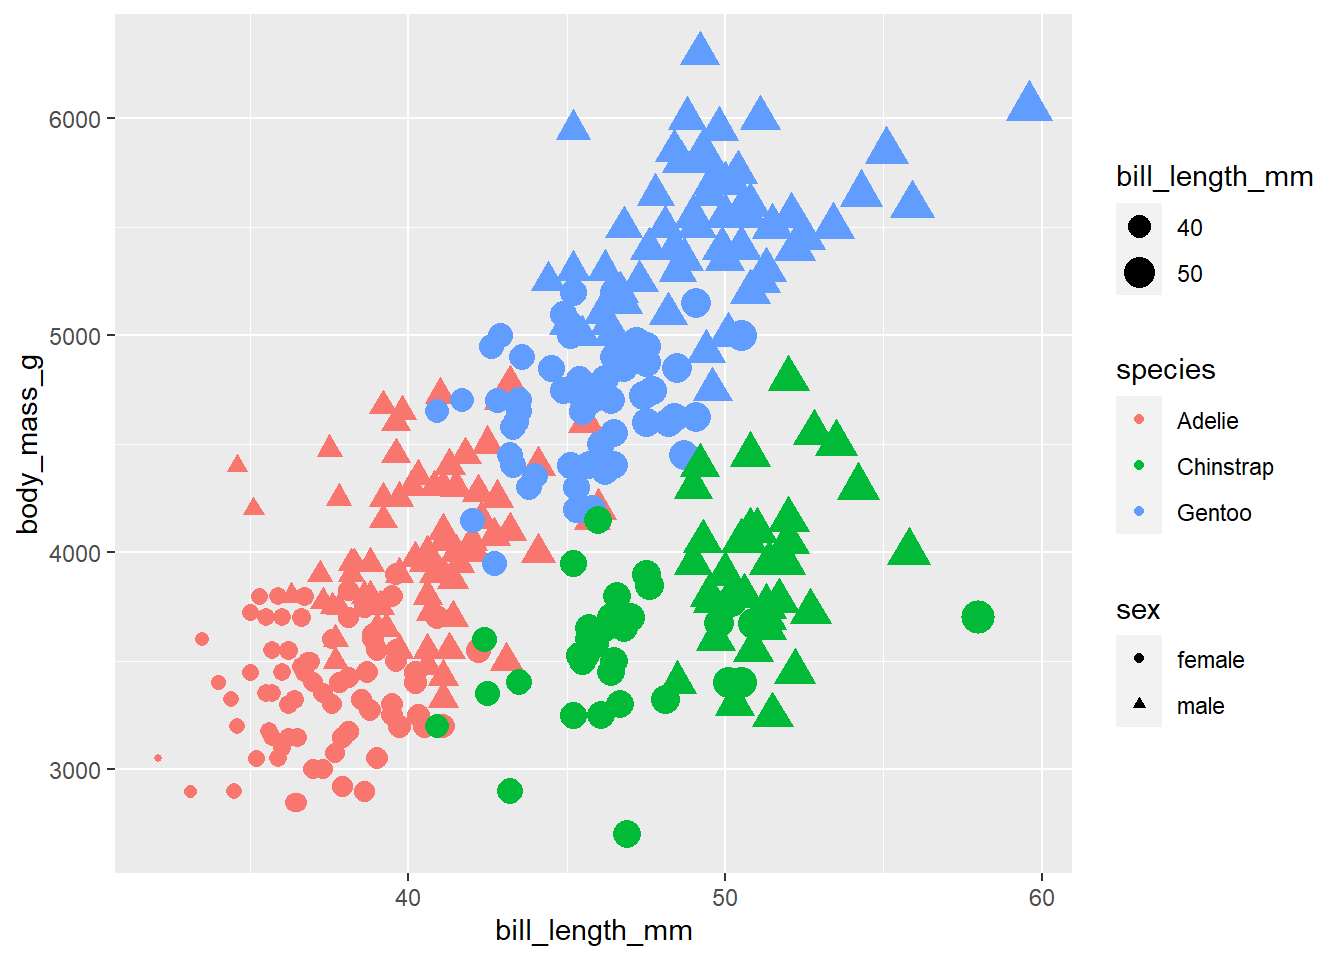 6000
5000
4000
3000
body_mass_g
40
50
60
bill_length_mm
bill_length_mm
40
50
species
Adelie
Chinstrap
Gentoo
sex
female
male